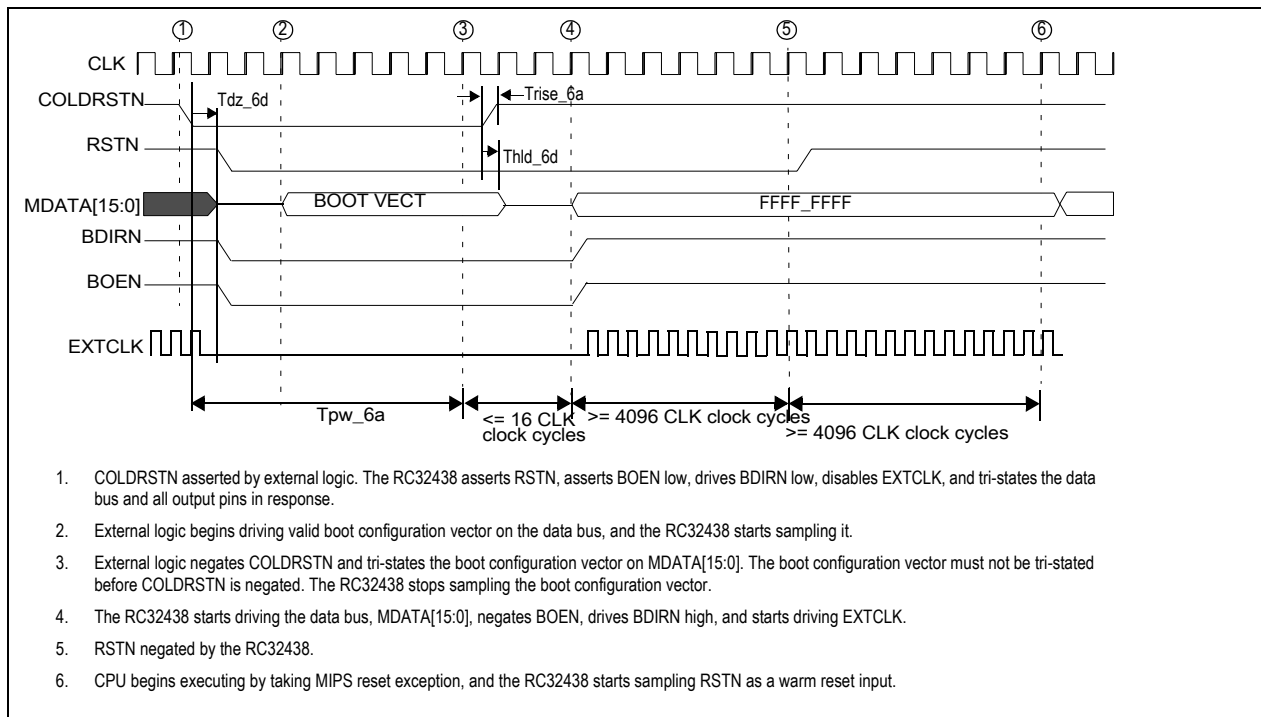 1 2 3 4 5 6
CLK
COLDRSTN
Tdz_6d
Trise_6a
RSTN
Thld_6d
MDATA[15:0]
BOOT VECT
FFFF_FFFF
BDIRN
BOEN
EXTCLK
Tpw_6a
<= 16 CLK
clock cycles
>= 4096 CLK clock cycles
>= 4096 CLK clock cycles
1. COLDRSTN asserted by external logic. The RC32438 asserts RSTN, asserts BOEN low, drives BDIRN low, disables EXTCLK, and tri-states the data
bus and all output pins in response.
2. External logic begins driving valid boot configuration vector on the data bus, and the RC32438 starts sampling it.
3. External logic negates COLDRSTN and tri-states the boot configuration vector on MDATA[15:0]. The boot configuration vector must not be tri-stated
before COLDRSTN is negated. The RC32438 stops sampling the boot configuration vector.
4. The RC32438 starts driving the data bus, MDATA[15:0], negates BOEN, drives BDIRN high, and starts driving EXTCLK.
5. RSTN negated by the RC32438.
6. CPU begins executing by taking MIPS reset exception, and the RC32438 starts sampling RSTN as a warm reset input.